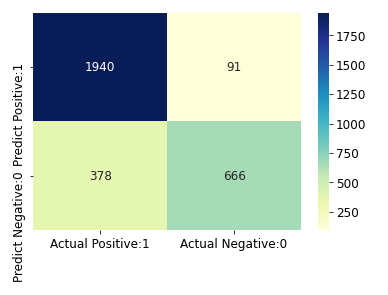 Predict Positive:1
1940
91
Predict Negative:0
378
666
Actual Positive:1
Actual Negative:0
1750
1500
1250
1000
750
500
250